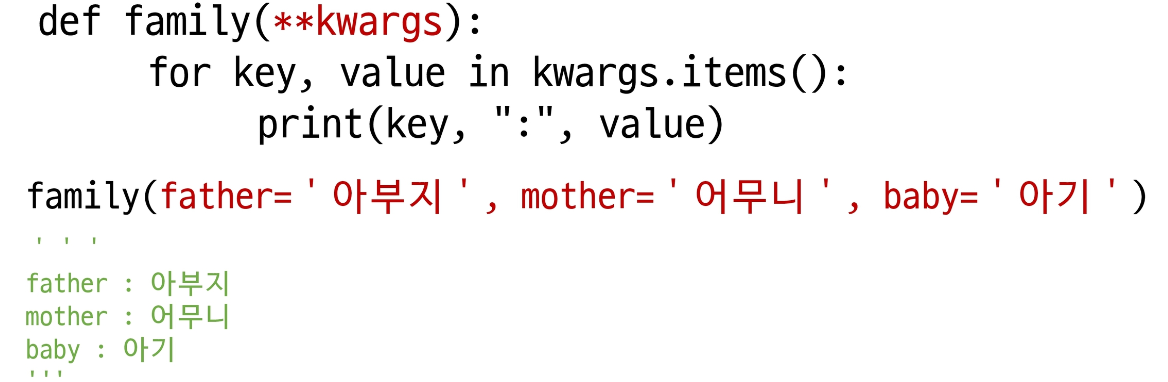 def family(**kwargs):
for key, value in kwargs.items():
print(key, ":", value)
family(father= ' 아부지 ' , mother= ' 어무니 ' , baby= ' 아기 ' )
' ' '
father : 아부지
mother : 어무니
baby : 아기
'''